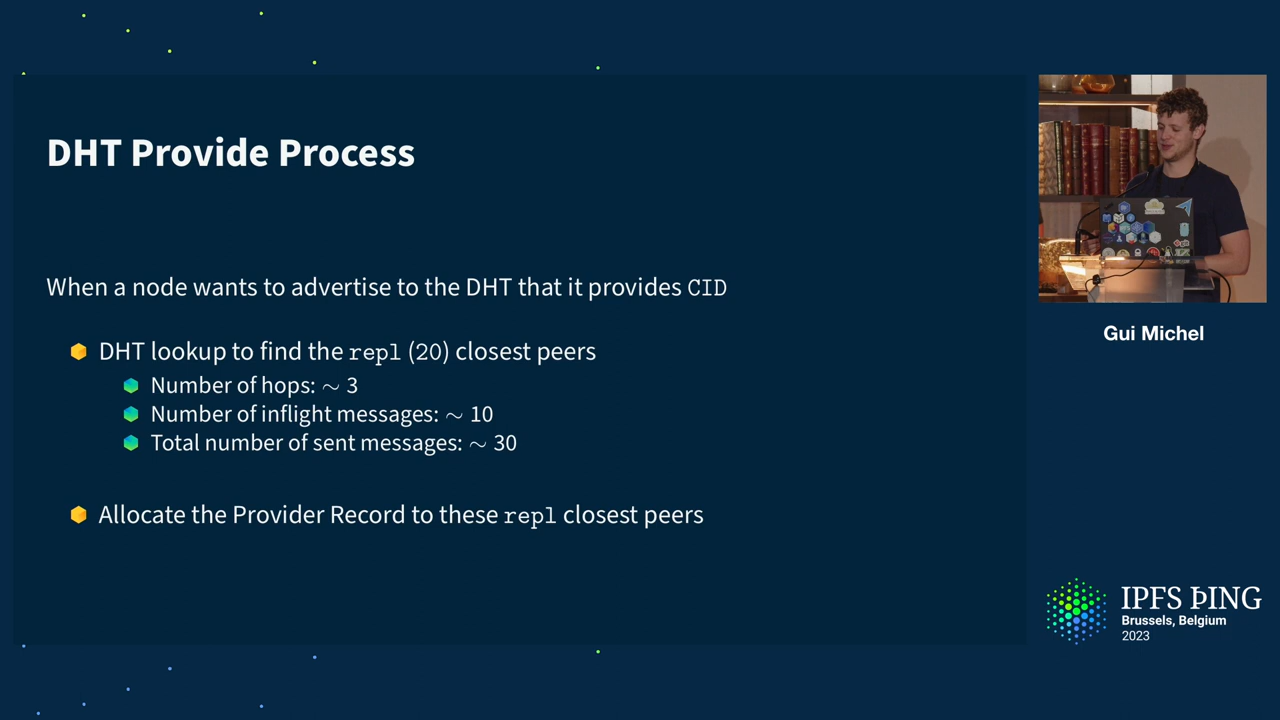 DHT Provide Process
When a node wants to advertise to the DHT that it provides CID
DHT lookup to find the repl (20) closest peers
Number of hops: ∼ 3
Number of inflight messages: ∼ 10
Total number of sent messages: ∼ 30
Allocate the Provider Record to these repl closest peers
Gui Michel
IPFS ÞING
Brussels, Belgium
2023